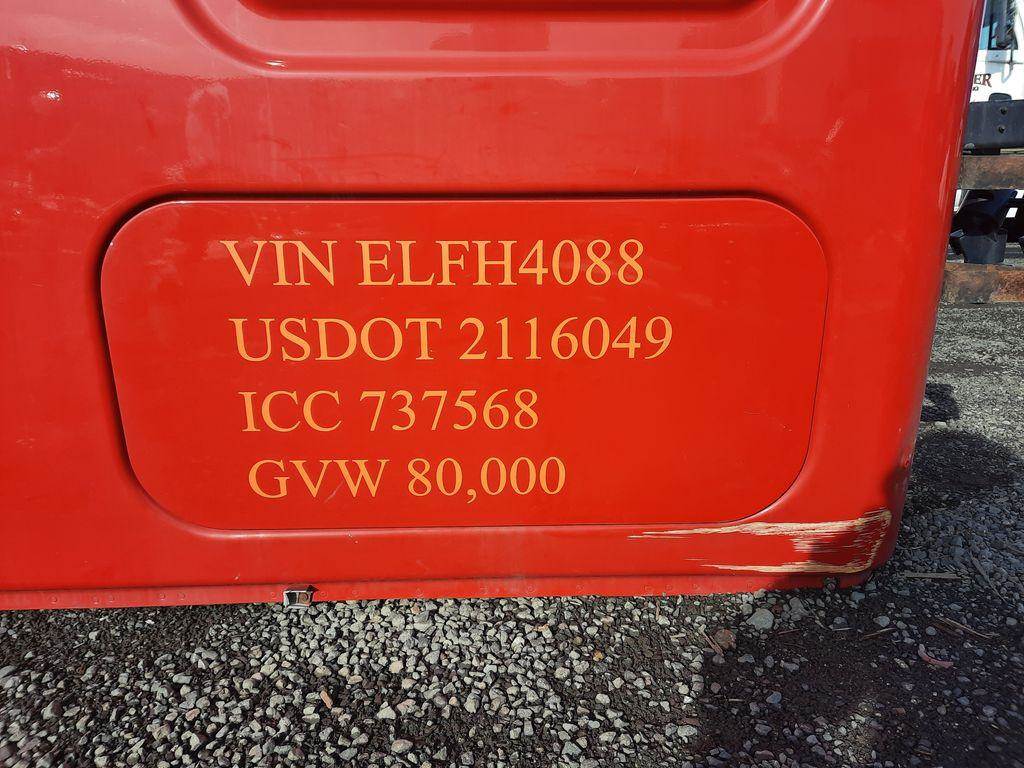 VIN ELFH4088
USDOT 2116049
ICC 737568
GVW 80,000